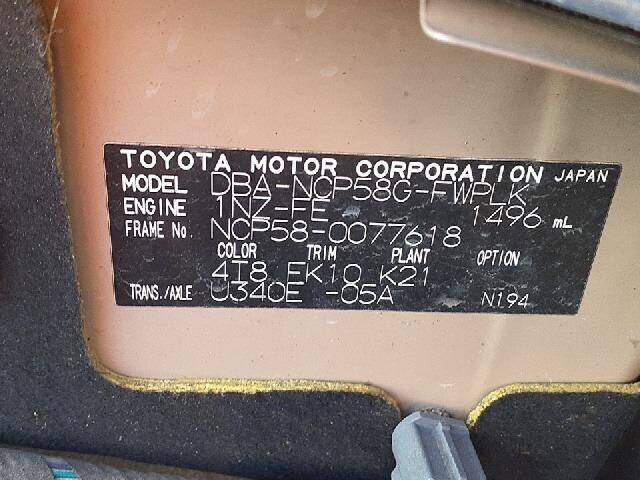 TOYOTA MOTOR CORPORATION JAPAN
MODEL DBA-NCP58G-FWPLK
ENGINE 1NZ-FE 1496 mL
FRAME No. NCP58-0077618
COLOR TRIM PLANT OPTION
4T8 FK10 K21
TRANS./AXLE U340E -05A N194